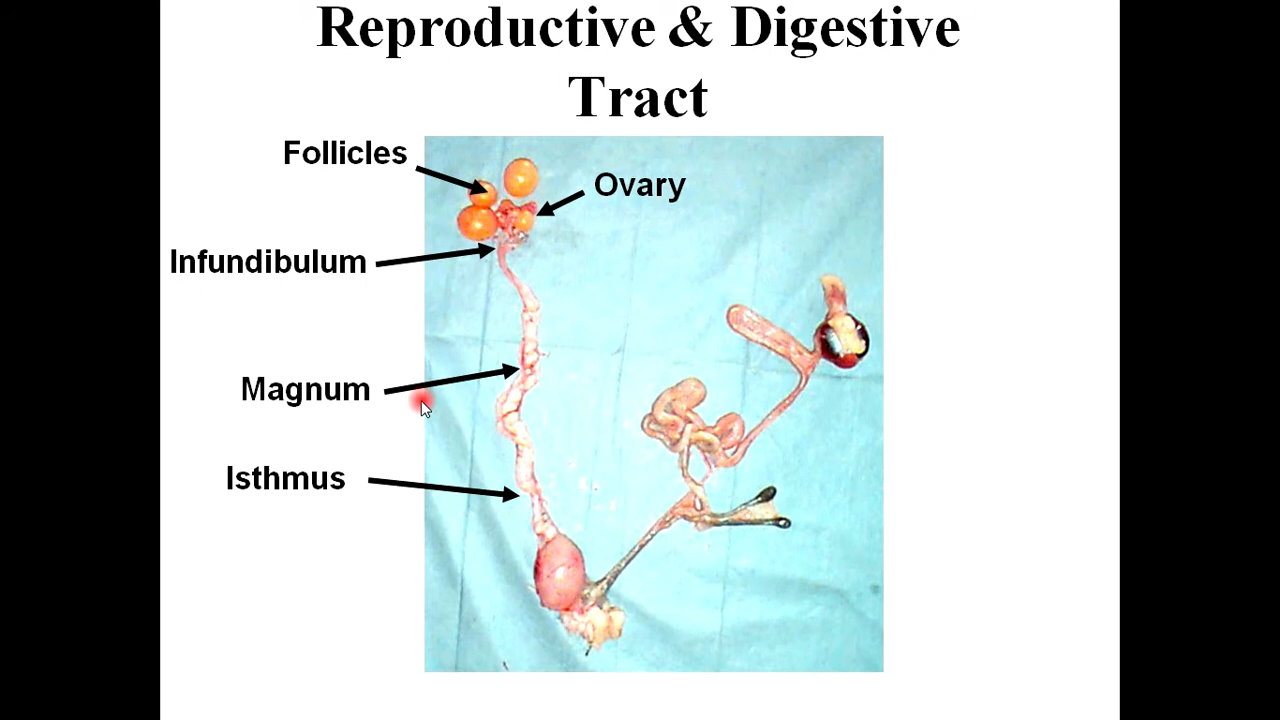 Reproductive & Digestive
Tract
Follicles
Ovary
Infundibulum
Magnum
Isthmus